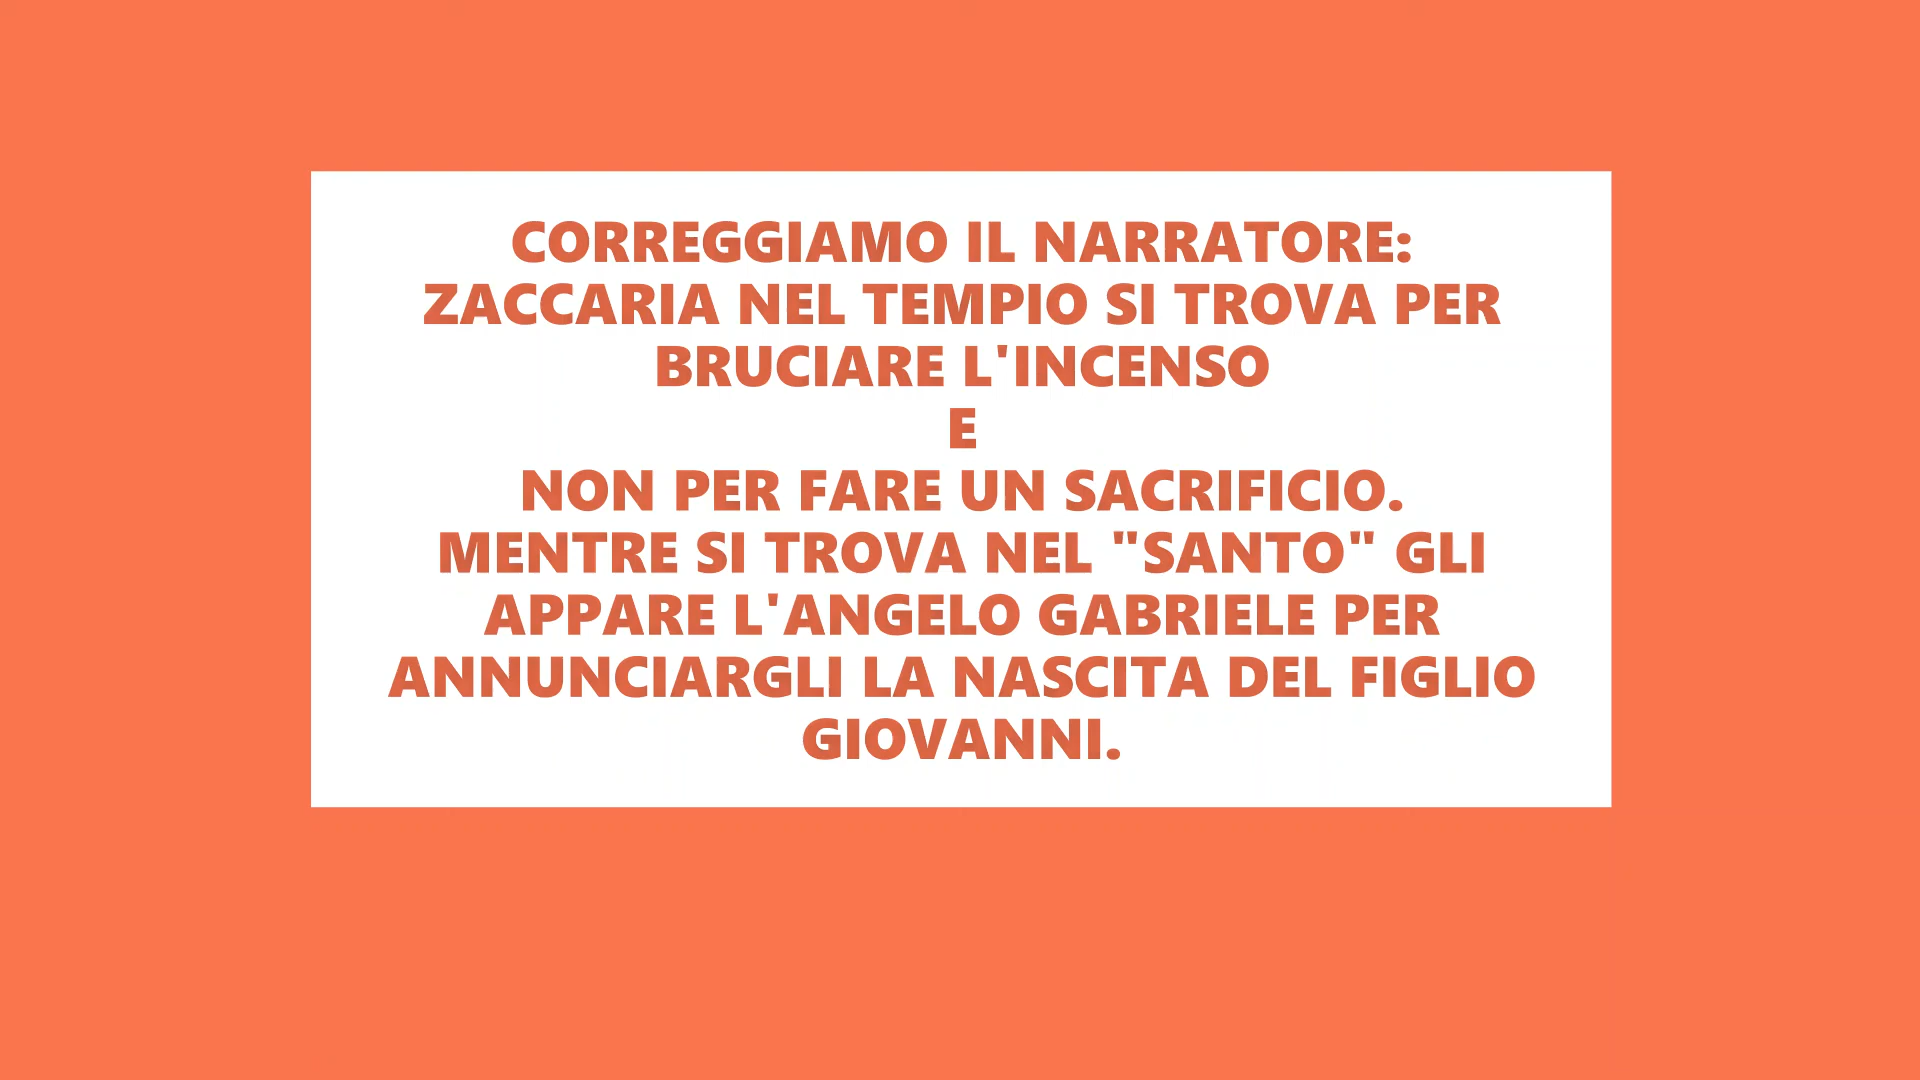 CORREGGIAMO IL NARRATORE:
ZACCARIA NEL TEMPIO SI TROVA PER
BRUCIARE L'INCENSO
E
NON PER FARE UN SACRIFICIO.
MENTRE SI TROVA NEL "SANTO" GLI
APPARE L'ANGELO GABRIELE PER
ANNUNCIARGLI LA NASCITA DEL FIGLIO
GIOVANNI.